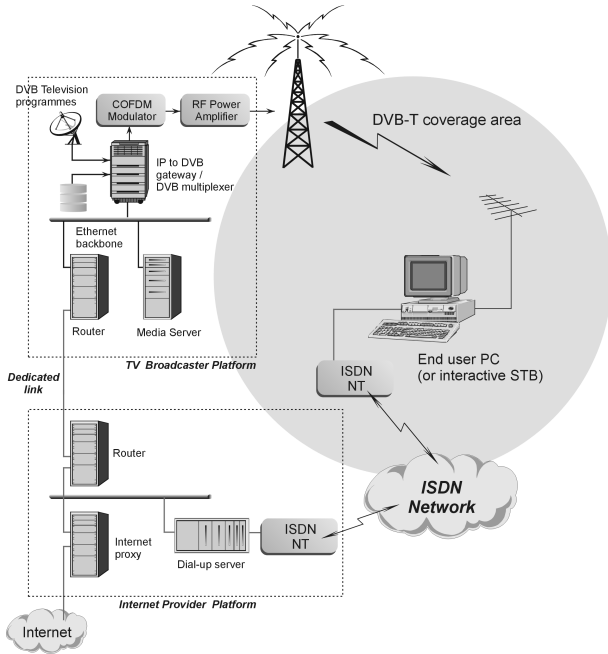 DVB Television
programmes
COFDM
Modulator
RF Power
Amplifier
DVB-T coverage area
IP to DVB
gateway /
DVB multiplexer
Ethernet
backbone
Router
Media Server
TV Broadcaster Platform
End user PC
(or interactive STB)
ISDN
NT
Dedicated
link
Router
ISDN
Network
Internet
proxy
Dial-up server
ISDN
NT
Internet Provider Platform
Internet